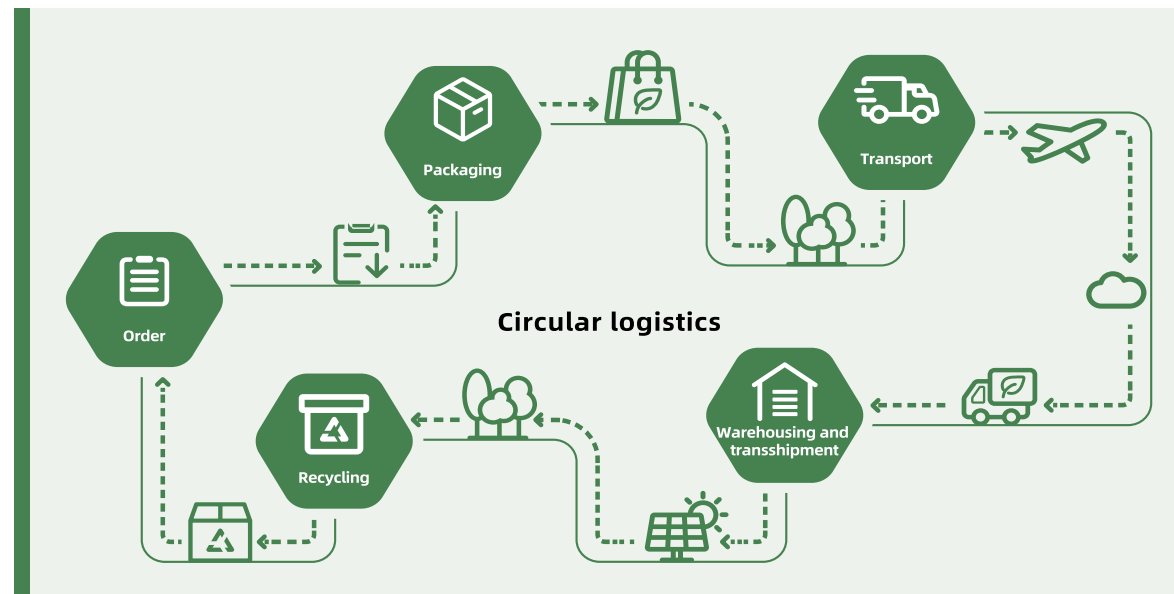 Packaging
Transport
Order
Circular logistics
Warehousing and
transshipment
Recycling